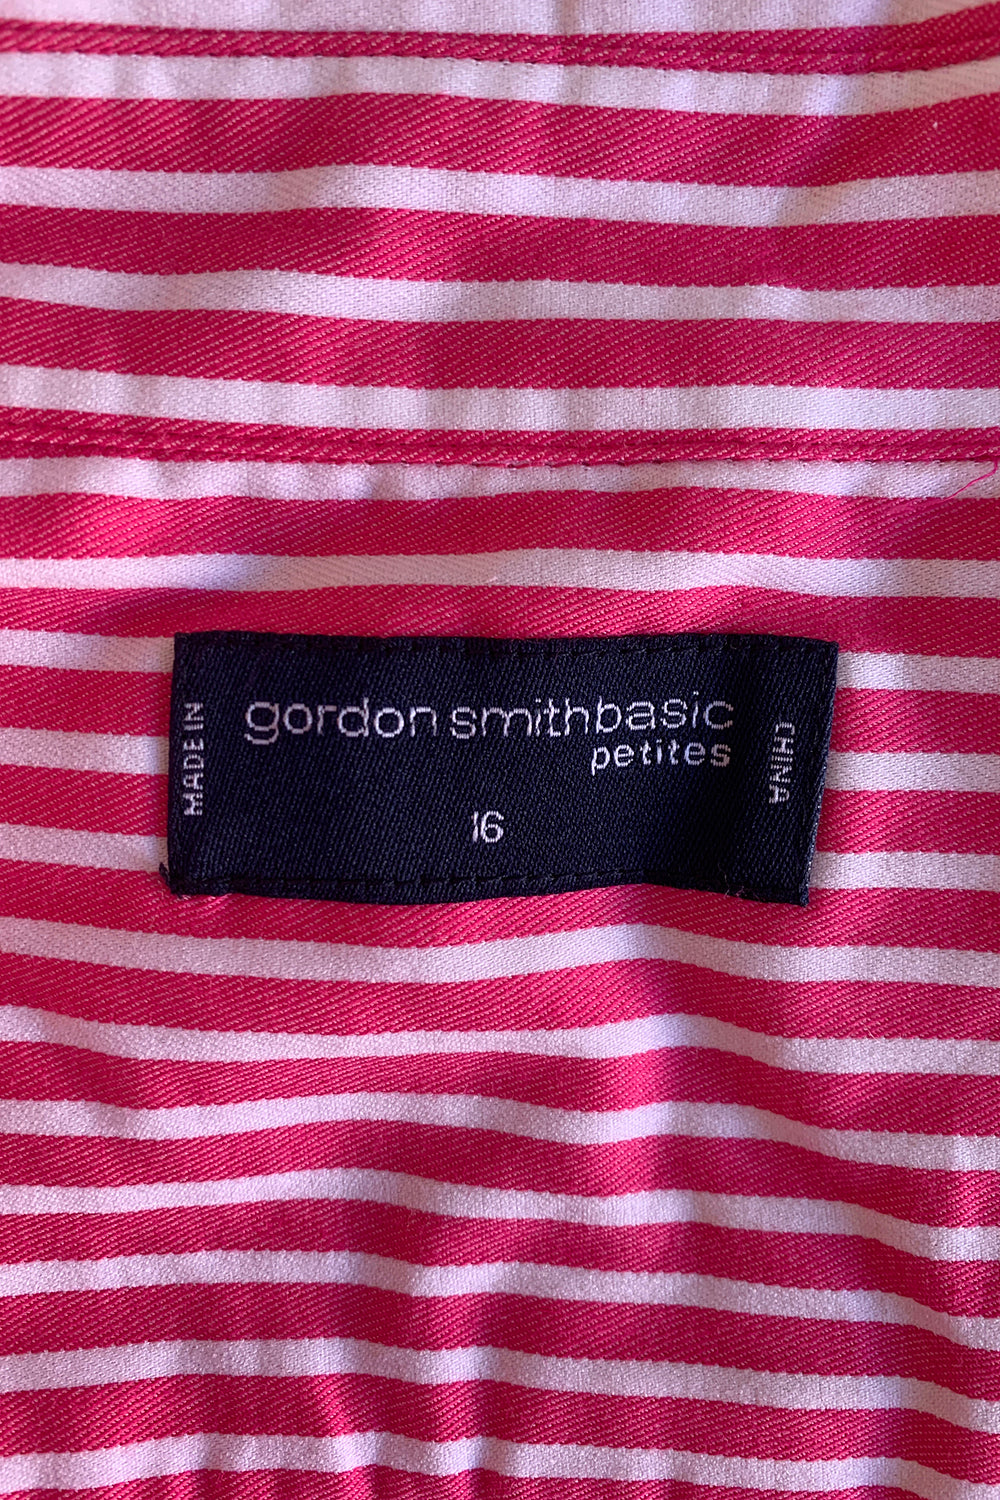 gordon smithbasic
petites
16
MADE IN
CHINA